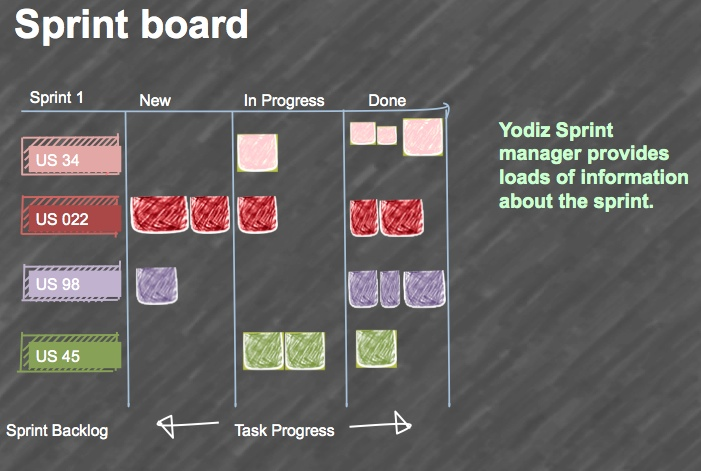 Sprint board
Sprint 1
New
In Progress
Done
Yodiz Sprint
manager provides
loads of information
about the sprint.
US 34
US 022
US 98
US 45
Sprint Backlog
Task Progress